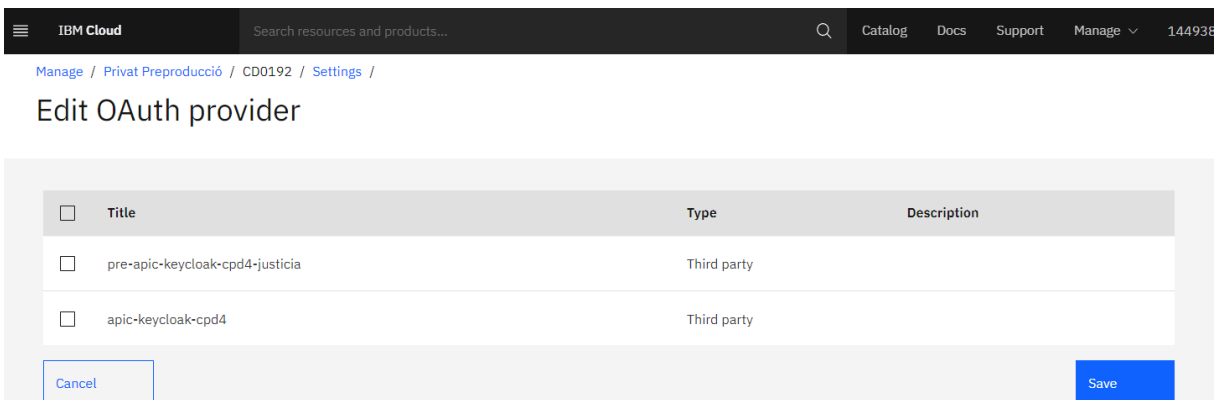 IBM Cloud Search resources and products... Catalog Docs Support Manage 144938
Manage / Privat Preproducció / CD0192 / Settings /
Edit OAuth provider
Title Type Description
pre-apic-keycloak-cpd4-justicia Third party
apic-keycloak-cpd4 Third party
Cancel Save